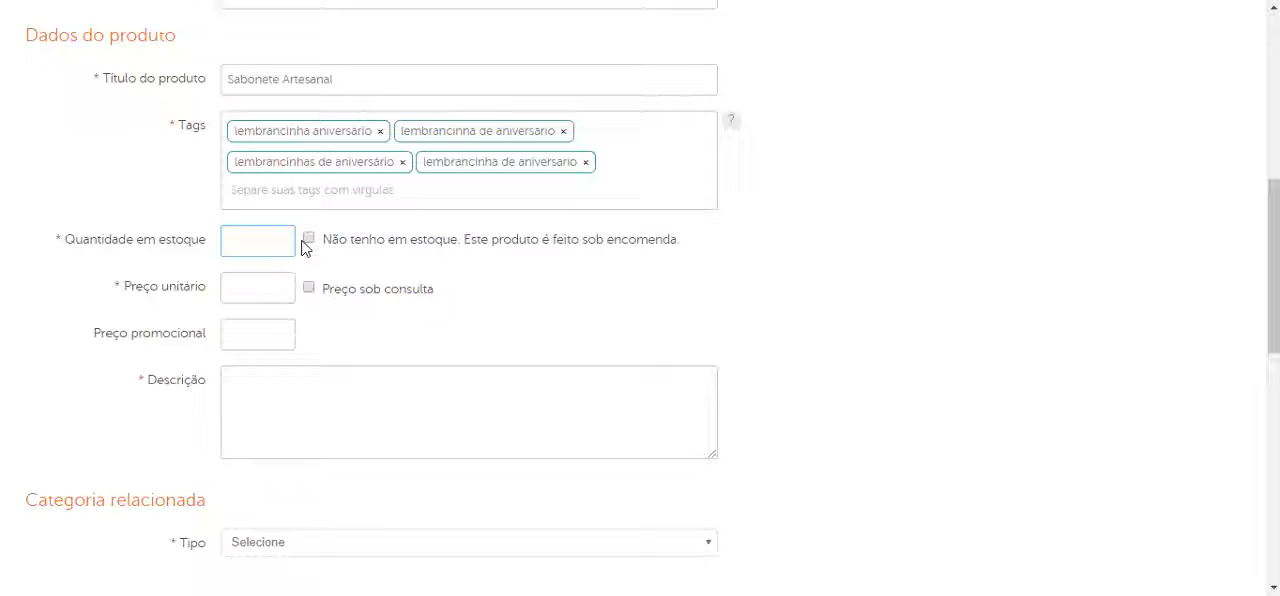 Dados do produto
* Título do produto Sabonete Artesanal
* Tags lembrancinha aniversário × lembrancinha de aniversário × ?
lembrancinhas de aniversário × lembrancinha de aniversario ×
Separe suas tags com vírgulas
* Quantidade em estoque Não tenho em estoque. Este produto é feito sob encomenda.
* Preço unitário Preço sob consulta
Preço promocional
* Descrição
Categoria relacionada
* Tipo Selecione